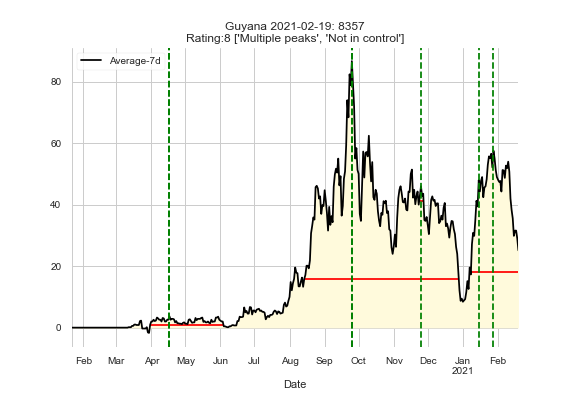 Guyana 2021-02-19: 8357
Rating:8 ['Multiple peaks', 'Not in control']
Average-7d
80
60
40
20
0
Feb Mar Apr May Jun Jul Aug Sep Oct Nov Dec Jan Feb
2021
Date